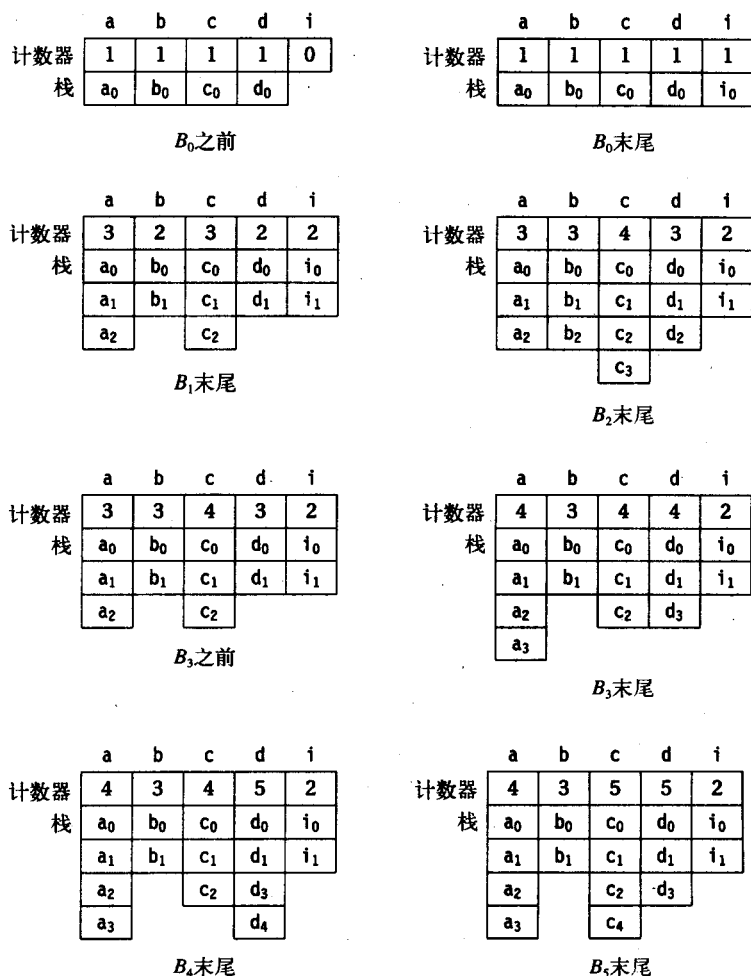 a b c d i
计数器 1 1 1 1 0
栈 a₀ b₀ c₀ d₀
B₀之前
a b c d i
计数器 1 1 1 1 1
栈 a₀ b₀ c₀ d₀ i₀
B₀末尾
a b c d i
计数器 3 2 3 2 2
栈 a₀ b₀ c₀ d₀ i₀
a₁ b₁ c₁ d₁ i₁
a₂ c₂
B₁末尾
a b c d i
计数器 3 3 4 3 2
栈 a₀ b₀ c₀ d₀ i₀
a₁ b₁ c₁ d₁ i₁
a₂ b₂ c₂ d₂
c₃
B₂末尾
a b c d i
计数器 3 3 4 3 2
栈 a₀ b₀ c₀ d₀ i₀
a₁ b₁ c₁ d₁ i₁
a₂ c₂
B₃之前
a b c d i
计数器 4 3 4 4 2
栈 a₀ b₀ c₀ d₀ i₀
a₁ b₁ c₁ d₁ i₁
a₂ c₂ d₃
a₃
B₃末尾
a b c d i
计数器 4 3 4 5 2
栈 a₀ b₀ c₀ d₀ i₀
a₁ b₁ c₁ d₁ i₁
a₂ c₂ d₃
a₃ d₄
B₄末尾
a b c d i
计数器 4 3 5 5 2
栈 a₀ b₀ c₀ d₀ i₀
a₁ b₁ c₁ d₁ i₁
a₂ c₂ d₃
a₃ c₄
B₅末尾